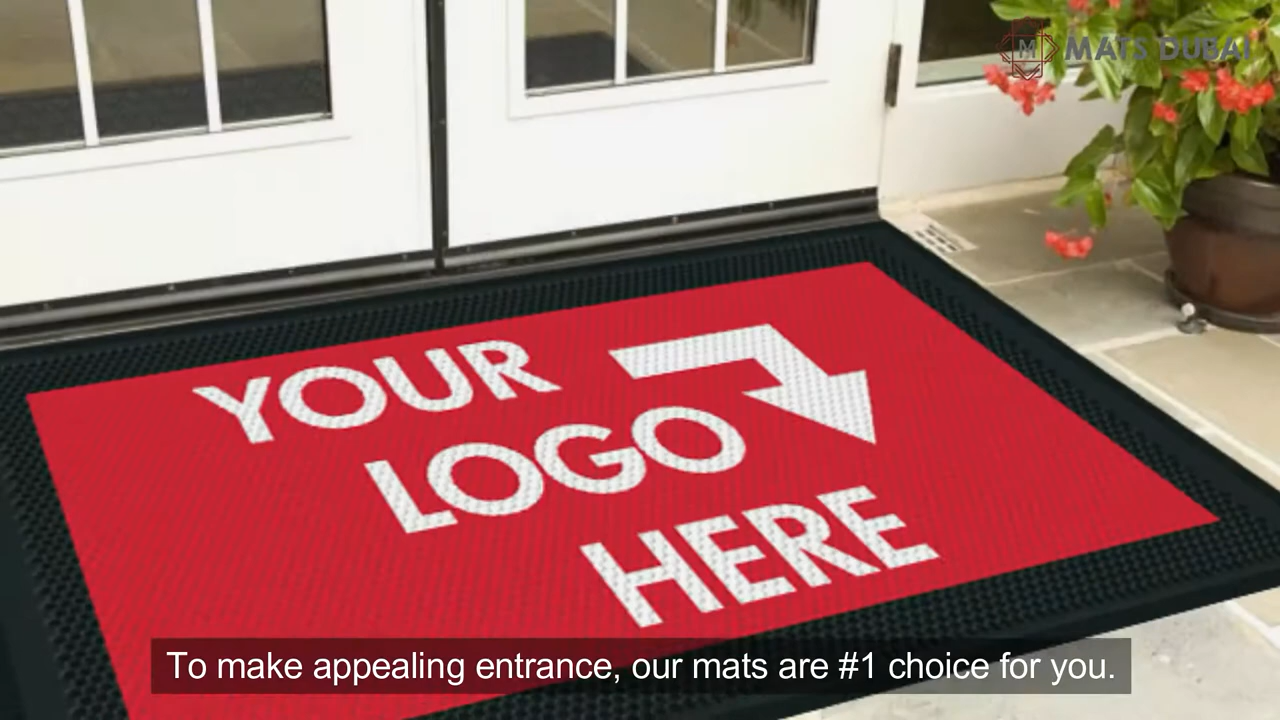 M MATS DUBAI
YOUR
LOGO
HERE
To make appealing entrance, our mats are #1 choice for you.